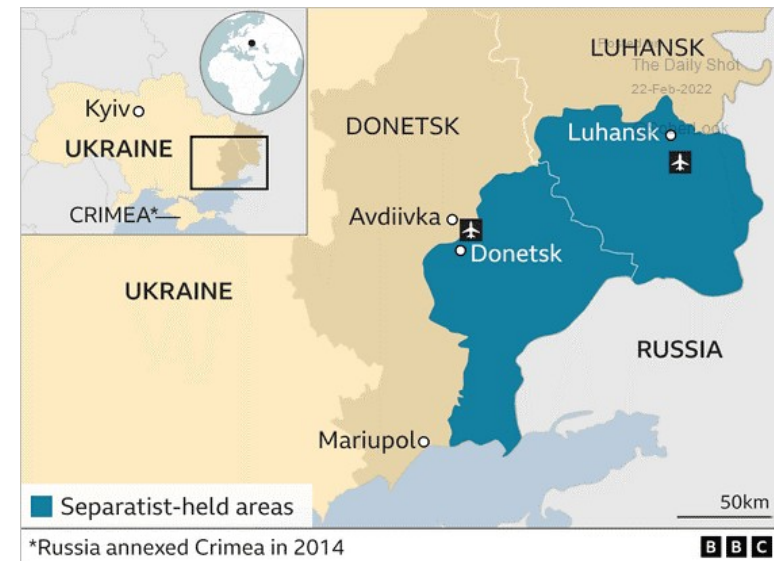 Kyiv
UKRAINE
CRIMEA*
LUHANSK
The Daily Shot
22-Feb-2022
DONETSK
Luhansk
Avdiivka
Donetsk
UKRAINE
RUSSIA
Mariupol
Separatist-held areas
50km
*Russia annexed Crimea in 2014
BBC